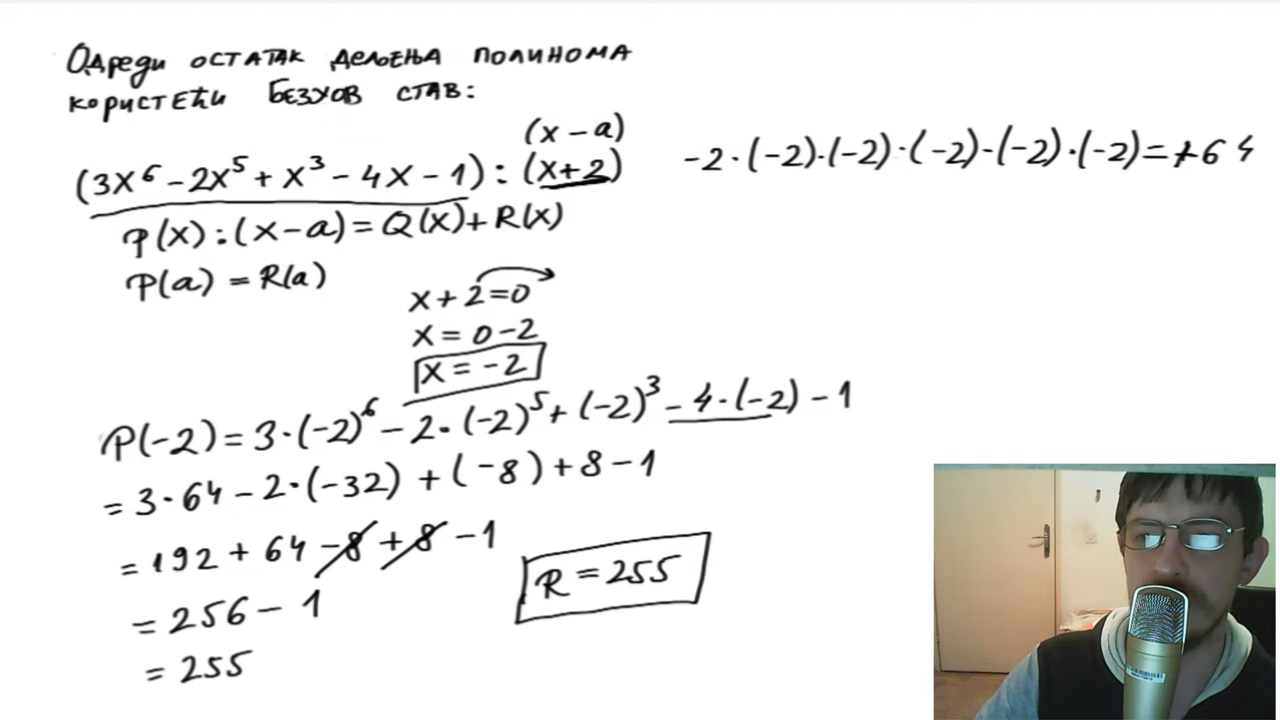 Одреди остатак дељења полинома
користећи Безуов став:
(x-a)
(3x⁶ - 2x⁵ + x³ - 4x - 1) : (x+2)
-2·(-2)·(-2)·(-2)·(-2)·(-2)=+64
P(x):(x-a)=Q(x)+R(x)
P(a) = R(a)
x+2=0
x = 0-2
x = -2
P(-2)=3·(-2)⁶ - 2·(-2)⁵ + (-2)³ - 4·(-2) - 1
= 3·64 - 2·(-32) + (-8) + 8 - 1
= 192 + 64 - 8 + 8 - 1
= 256 - 1
R = 255
= 255